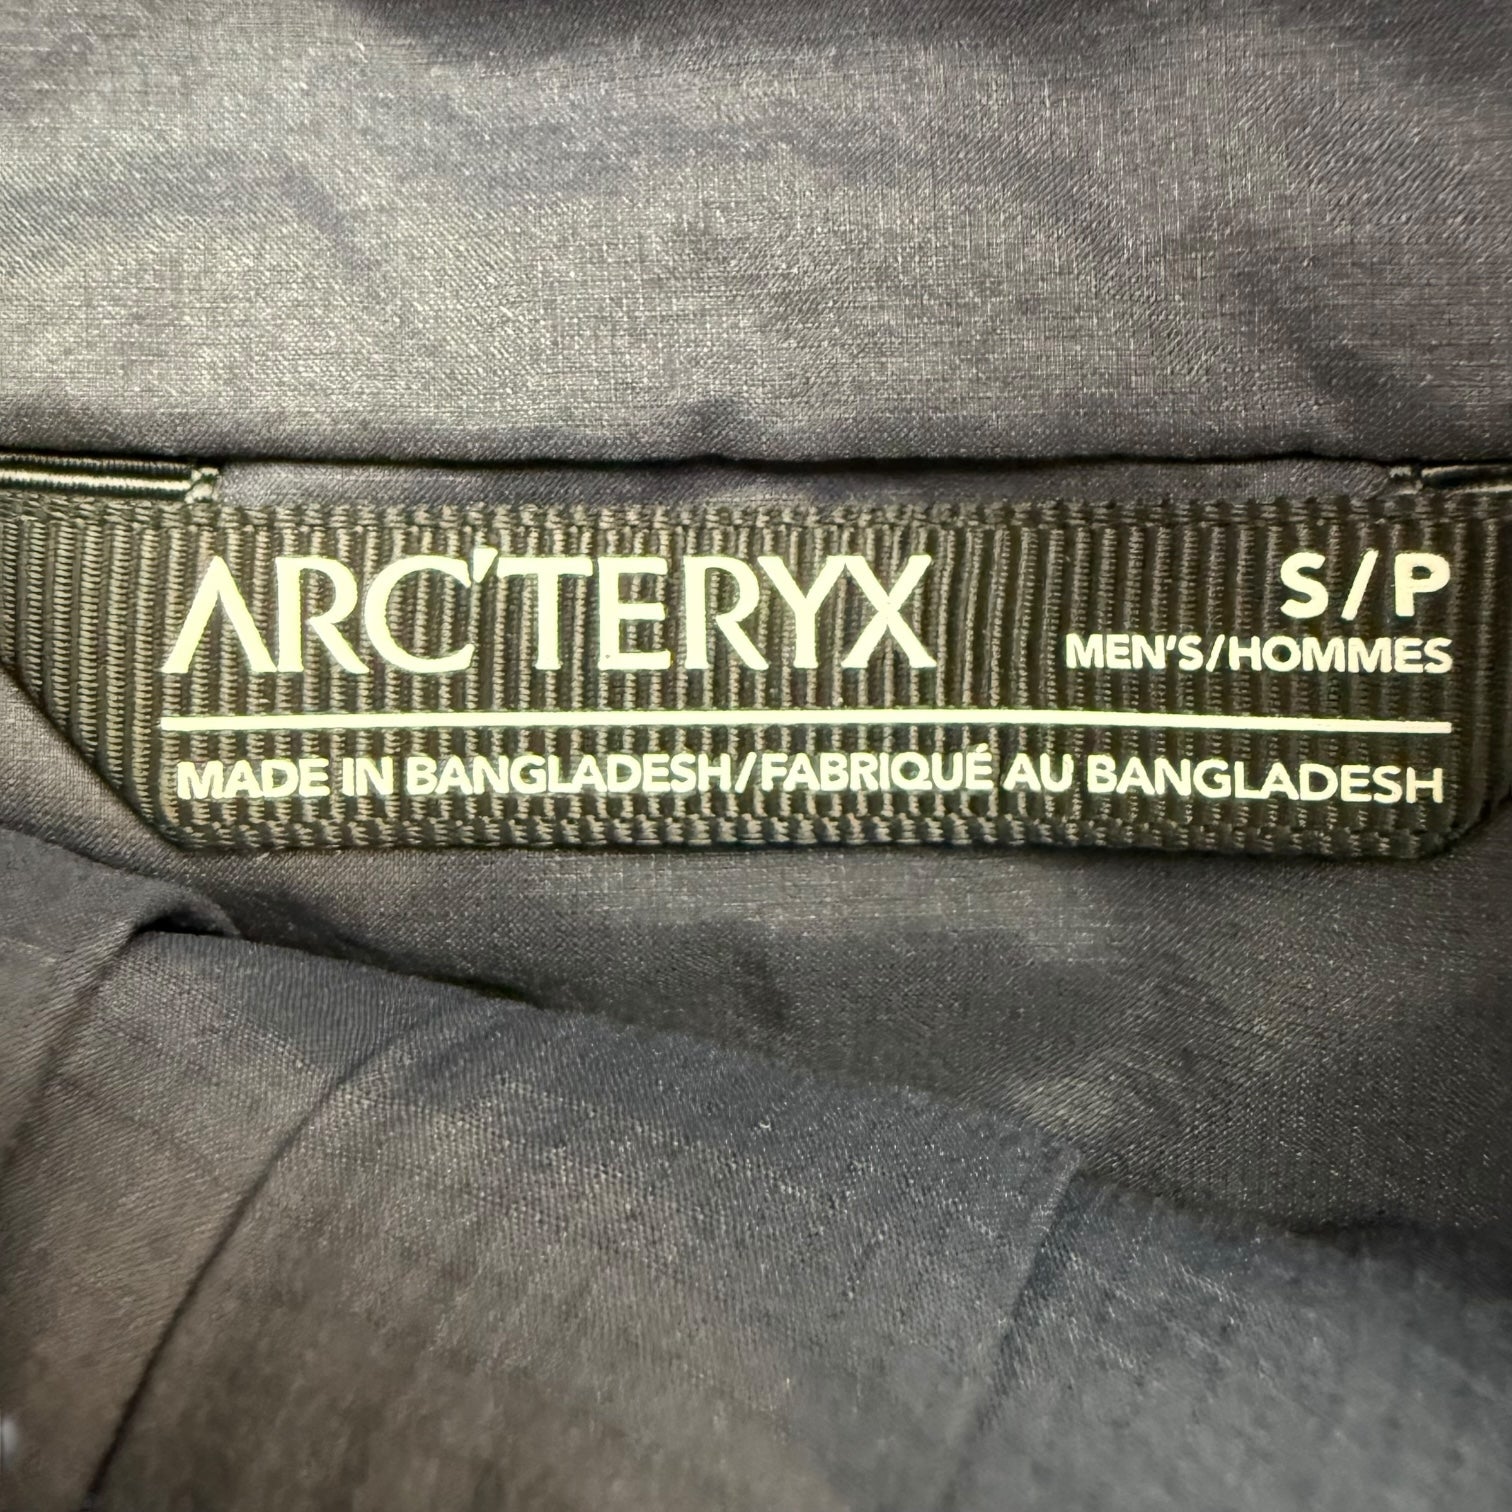 ARC'TERYX
S/P
MEN'S/HOMMES
MADE IN BANGLADESH/FABRIQUÉ AU BANGLADESH